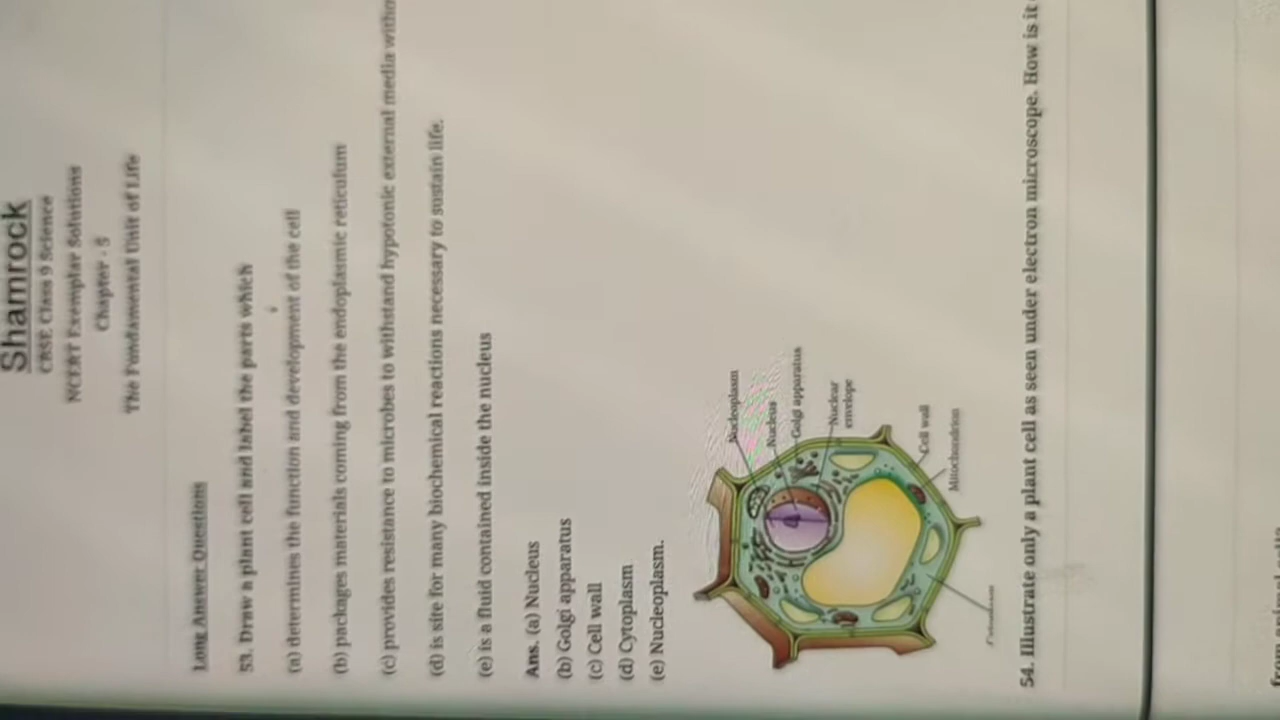 Shamrock
CBSE Class 9 Science
NCERT Exemplar Solutions
Chapter - 5
The Fundamental Unit of Life
Long Answer Questions
53. Draw a plant cell and label the parts which
(a) determines the function and development of the cell
(b) packages materials coming from the endoplasmic reticulum
(c) provides resistance to microbes to withstand hypotonic external media
(d) is site for many biochemical reactions necessary to sustain life.
(e) is a fluid contained inside the nucleus
Ans. (a) Nucleus
(b) Golgi apparatus
(c) Cell wall
(d) Cytoplasm
(e) Nucleoplasm.
Nucleoplasm
Nucleus
Golgi apparatus
Nuclear
envelope
Cell wall
Mitochondrion
54. Illustrate only a plant cell as seen under electron microscope. How is it